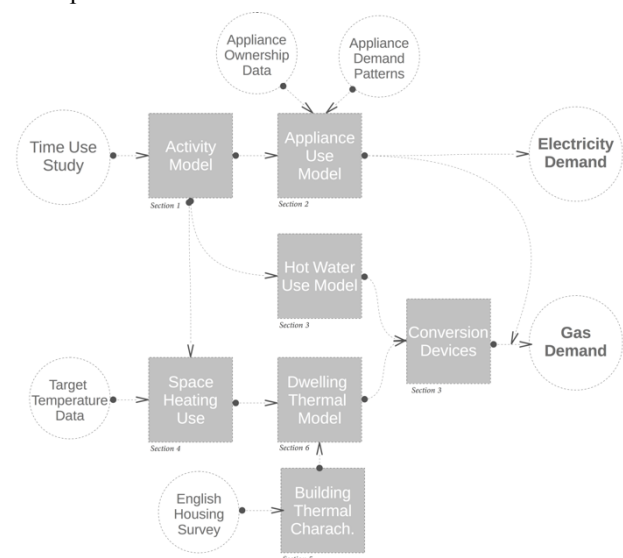 Appliance
Ownership
Data
Appliance
Demand
Patterns
Time Use
Study
Activity
Model
Section 1
Appliance
Use
Model
Section 2
Electricity
Demand
Hot Water
Use Model
Section 3
Conversion
Devices
Section 3
Gas
Demand
Target
Temperature
Data
Space
Heating
Use
Section 4
Dwelling
Thermal
Model
Section 6
English
Housing
Survey
Building
Thermal
Charach.